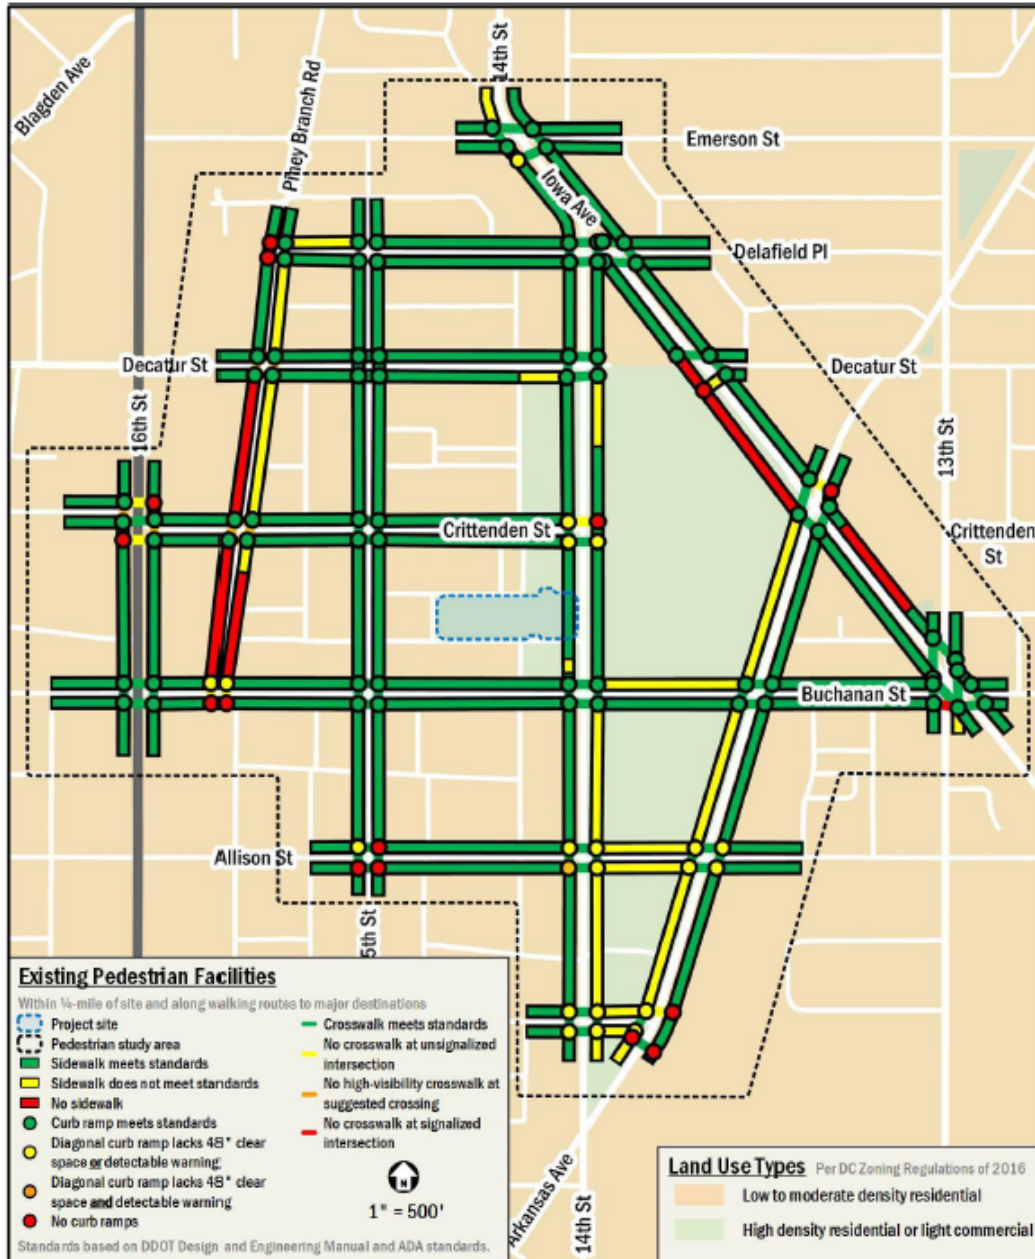 14th St
Blagden Ave
Piney Branch Rd
Emerson St
Iowa Ave
Delafield Pl
Decatur St
Decatur St
16th St
13th St
Crittenden St
Crittenden
St
Buchanan St
Allison St
5th St
Arkansas Ave
14th St
Existing Pedestrian Facilities
Within ¼-mile of site and along walking routes to major destinations
Project site
Pedestrian study area
Sidewalk meets standards
Sidewalk does not meet standards
No sidewalk
Curb ramp meets standards
Diagonal curb ramp lacks 48" clear
space or detectable warning
Diagonal curb ramp lacks 48" clear
space and detectable warning
No curb ramps
Crosswalk meets standards
No crosswalk at unsignalized
intersection
No high-visibility crosswalk at
suggested crossing
No crosswalk at signalized
intersection
N
1" = 500'
Standards based on DDOT Design and Engineering Manual and ADA standards.
Land Use Types Per DC Zoning Regulations of 2016
Low to moderate density residential
High density residential or light commercial